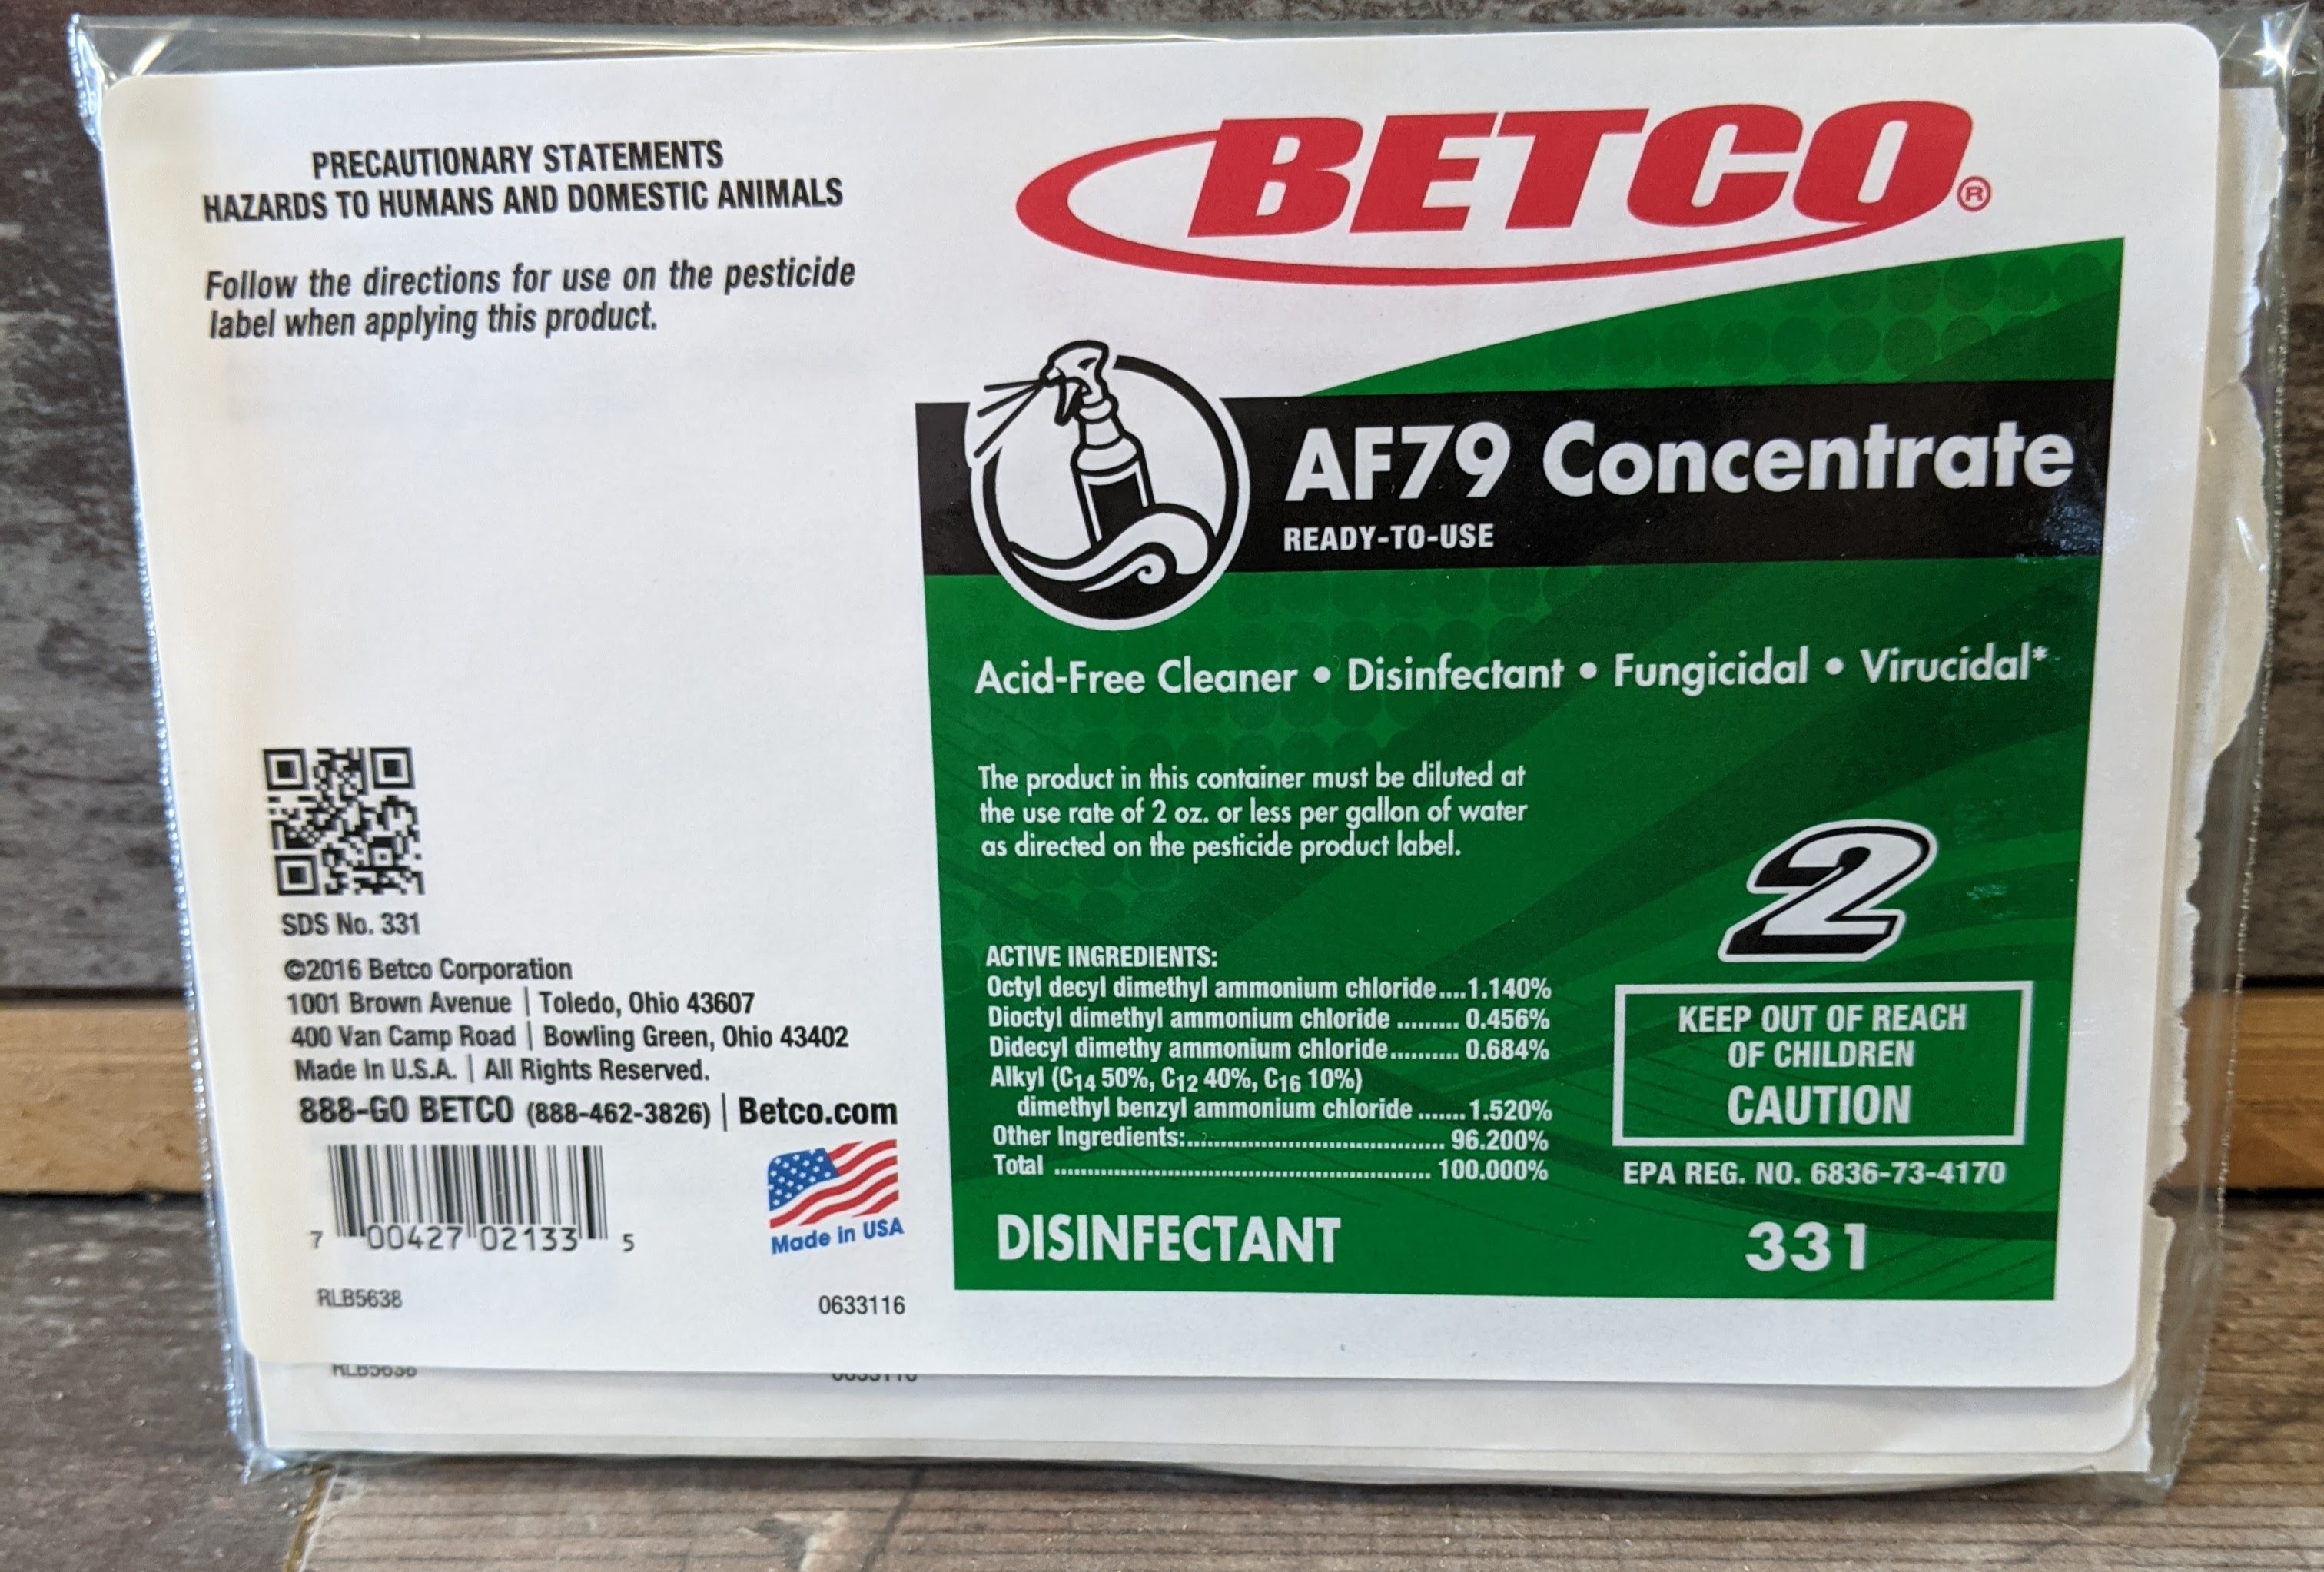 PRECAUTIONARY STATEMENTS
HAZARDS TO HUMANS AND DOMESTIC ANIMALS
Follow the directions for use on the pesticide
label when applying this product.
SDS No. 331
©2016 Betco Corporation
1001 Brown Avenue | Toledo, Ohio 43607
400 Van Camp Road | Bowling Green, Ohio 43402
Made In U.S.A. | All Rights Reserved.
888-GO BETCO (888-462-3826) | Betco.com
7 00427 02133 5
Made in USA
RLB5638 0633116
RLB5638 0633116
BETCO®
AF79 Concentrate
READY-TO-USE
Acid-Free Cleaner • Disinfectant • Fungicidal • Virucidal*
The product in this container must be diluted at
the use rate of 2 oz. or less per gallon of water
as directed on the pesticide product label.
2
ACTIVE INGREDIENTS:
Octyl decyl dimethyl ammonium chloride....1.140%
Dioctyl dimethyl ammonium chloride ......... 0.456%
Didecyl dimethy ammonium chloride.......... 0.684%
Alkyl (C14 50%, C12 40%, C16 10%)
dimethyl benzyl ammonium chloride .......1.520%
Other Ingredients:...................................... 96.200%
Total ....................................................... 100.000%
KEEP OUT OF REACH
OF CHILDREN
CAUTION
EPA REG. NO. 6836-73-4170
DISINFECTANT
331